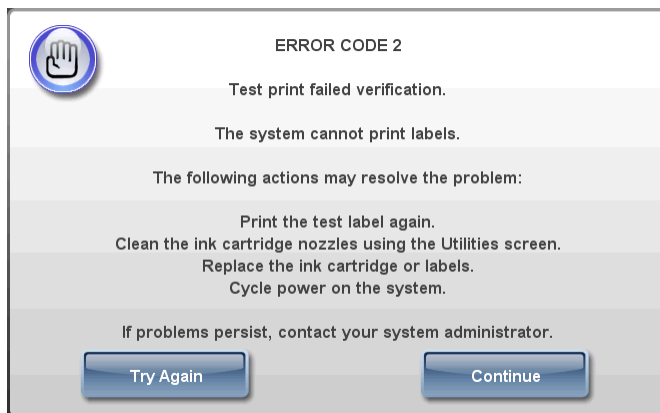 ERROR CODE 2
Test print failed verification.
The system cannot print labels.
The following actions may resolve the problem:
Print the test label again.
Clean the ink cartridge nozzles using the Utilities screen.
Replace the ink cartridge or labels.
Cycle power on the system.
If problems persist, contact your system administrator.
Try Again
Continue